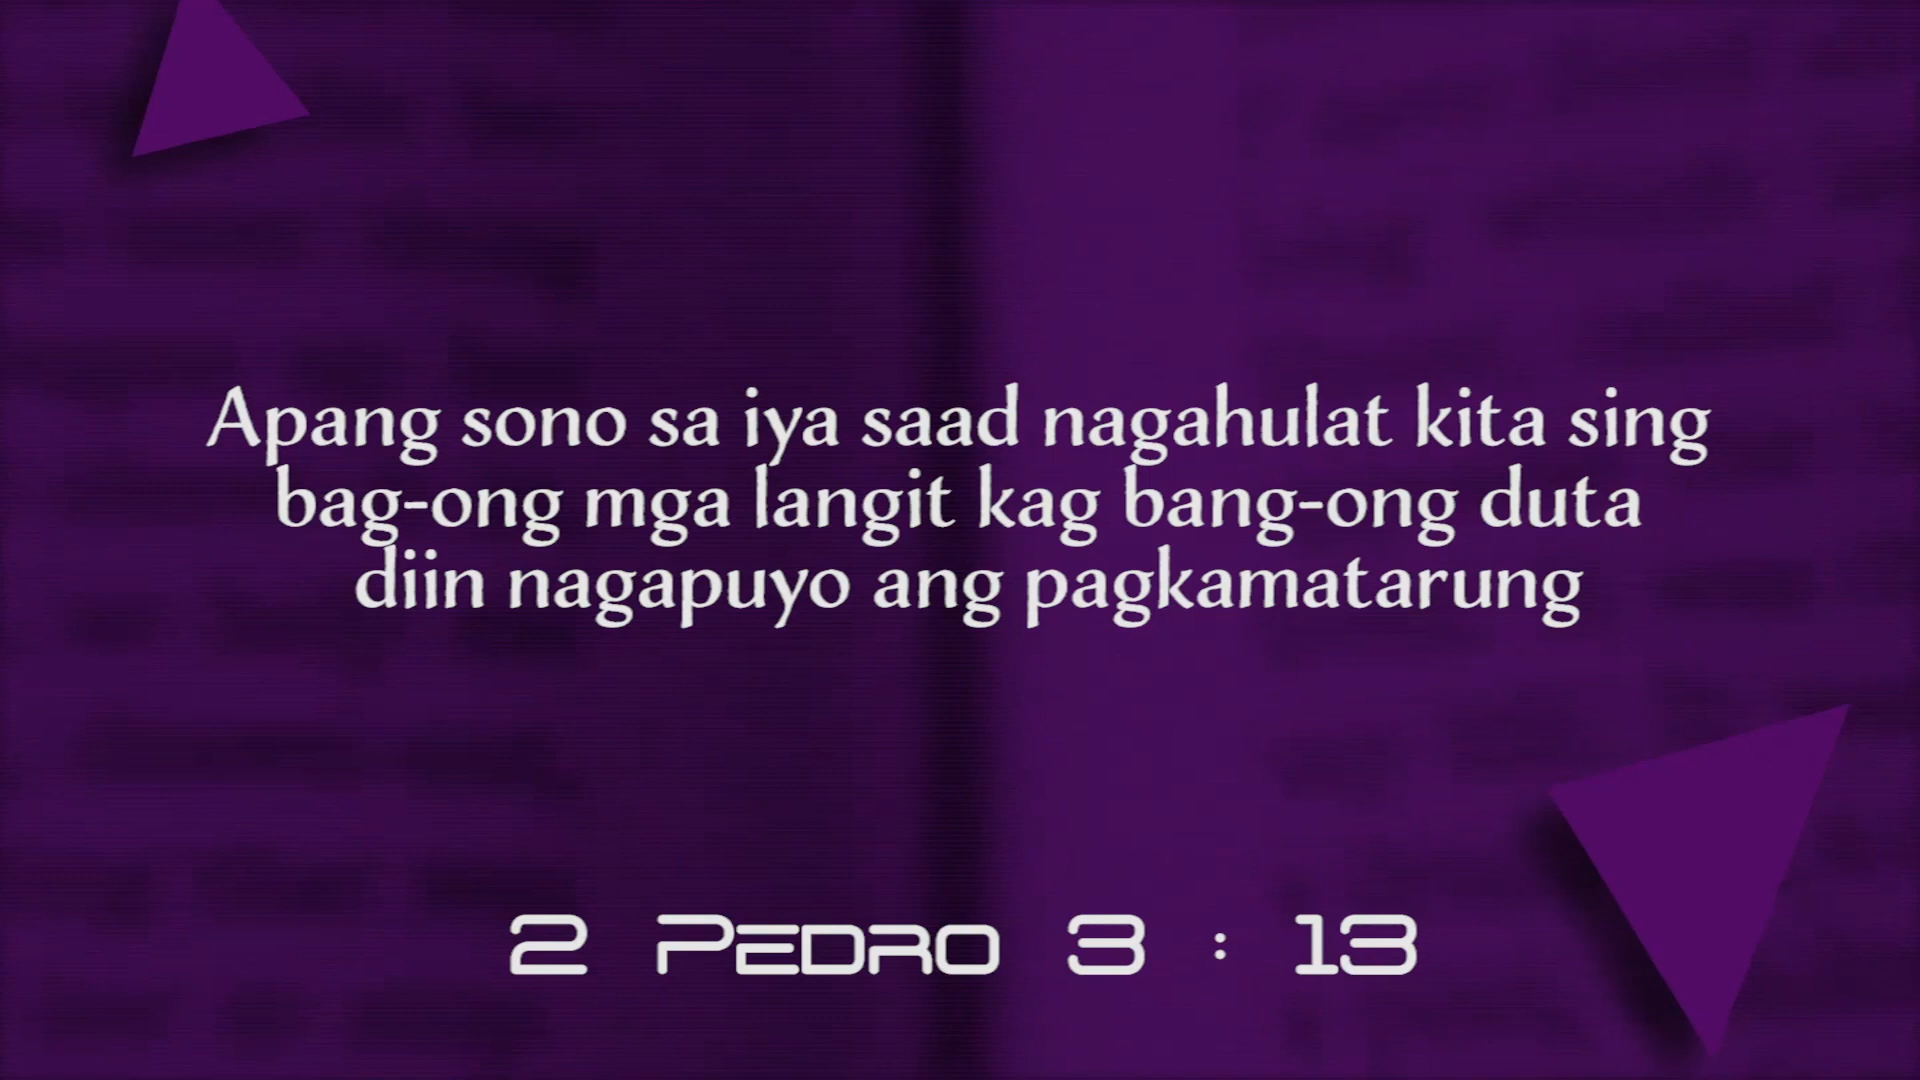 Apang sono sa iya saad nagahulat kita sing
bag-ong mga langit kag bang-ong duta
diin nagapuyo ang pagkamatarung
2 Pedro 3 : 13